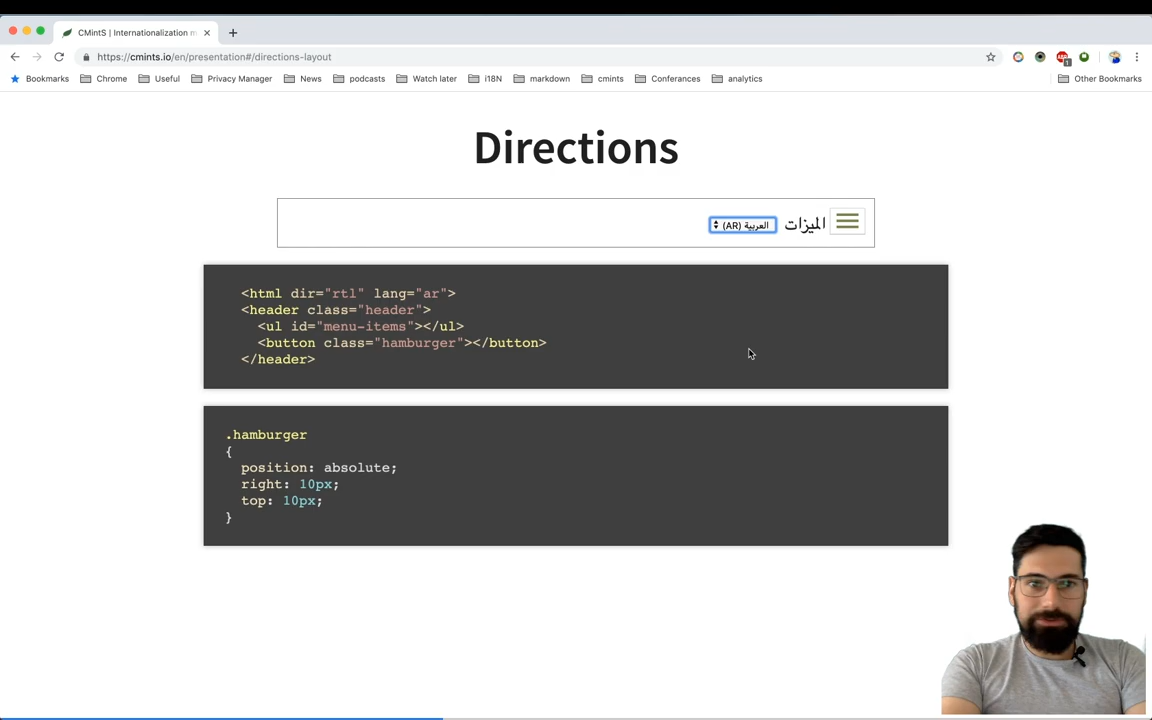 CMintS | Internationalization m
https://cmints.io/en/presentation#/directions-layout
1
Bookmarks
Chrome
Useful
Privacy Manager
News
podcasts
Watch later
i18N
markdown
cmints
Conferances
analytics
Other Bookmarks
Directions
الميزات
العربية (AR)
<html dir="rtl" lang="ar">
<header class="header">
<ul id="menu-items"></ul>
<button class="hamburger"></button>
</header>
.hamburger
{
position: absolute;
right: 10px;
top: 10px;
}